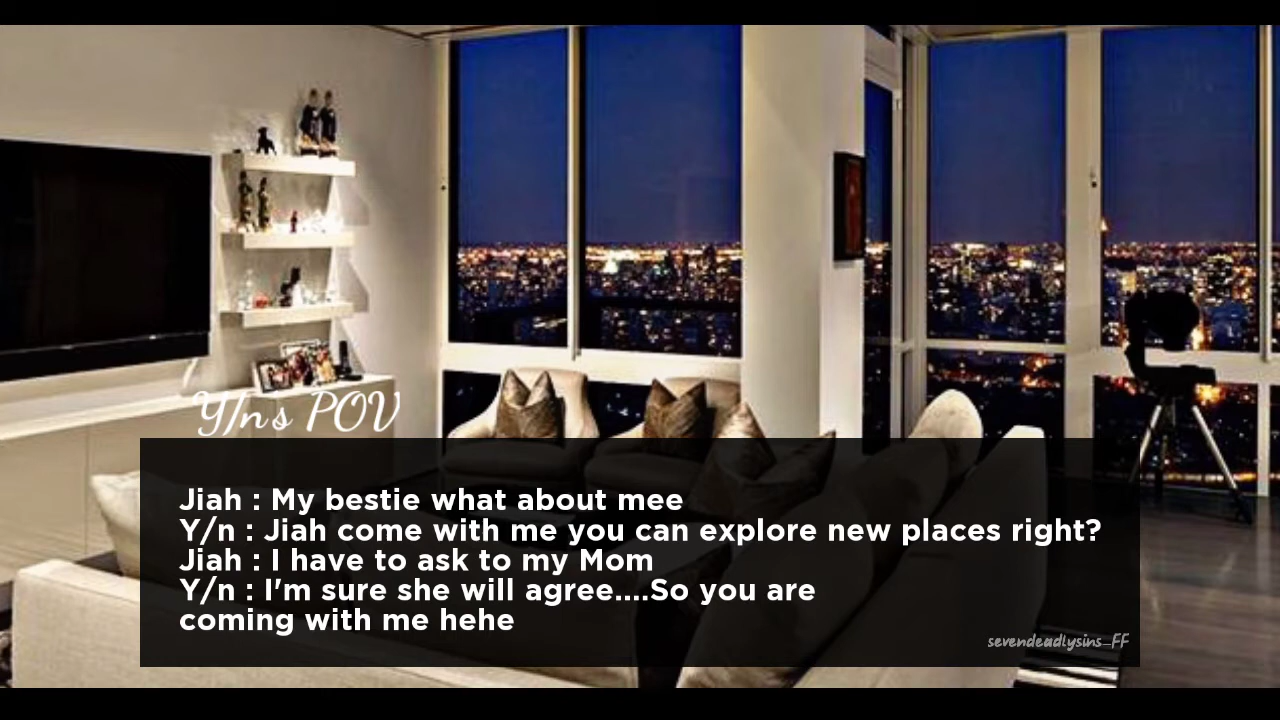 Y/n's POV
Jiah : My bestie what about mee
Y/n : Jiah come with me you can explore new places right?
Jiah : I have to ask to my Mom
Y/n : I'm sure she will agree....So you are
coming with me hehe
sevendeadlysins_FF